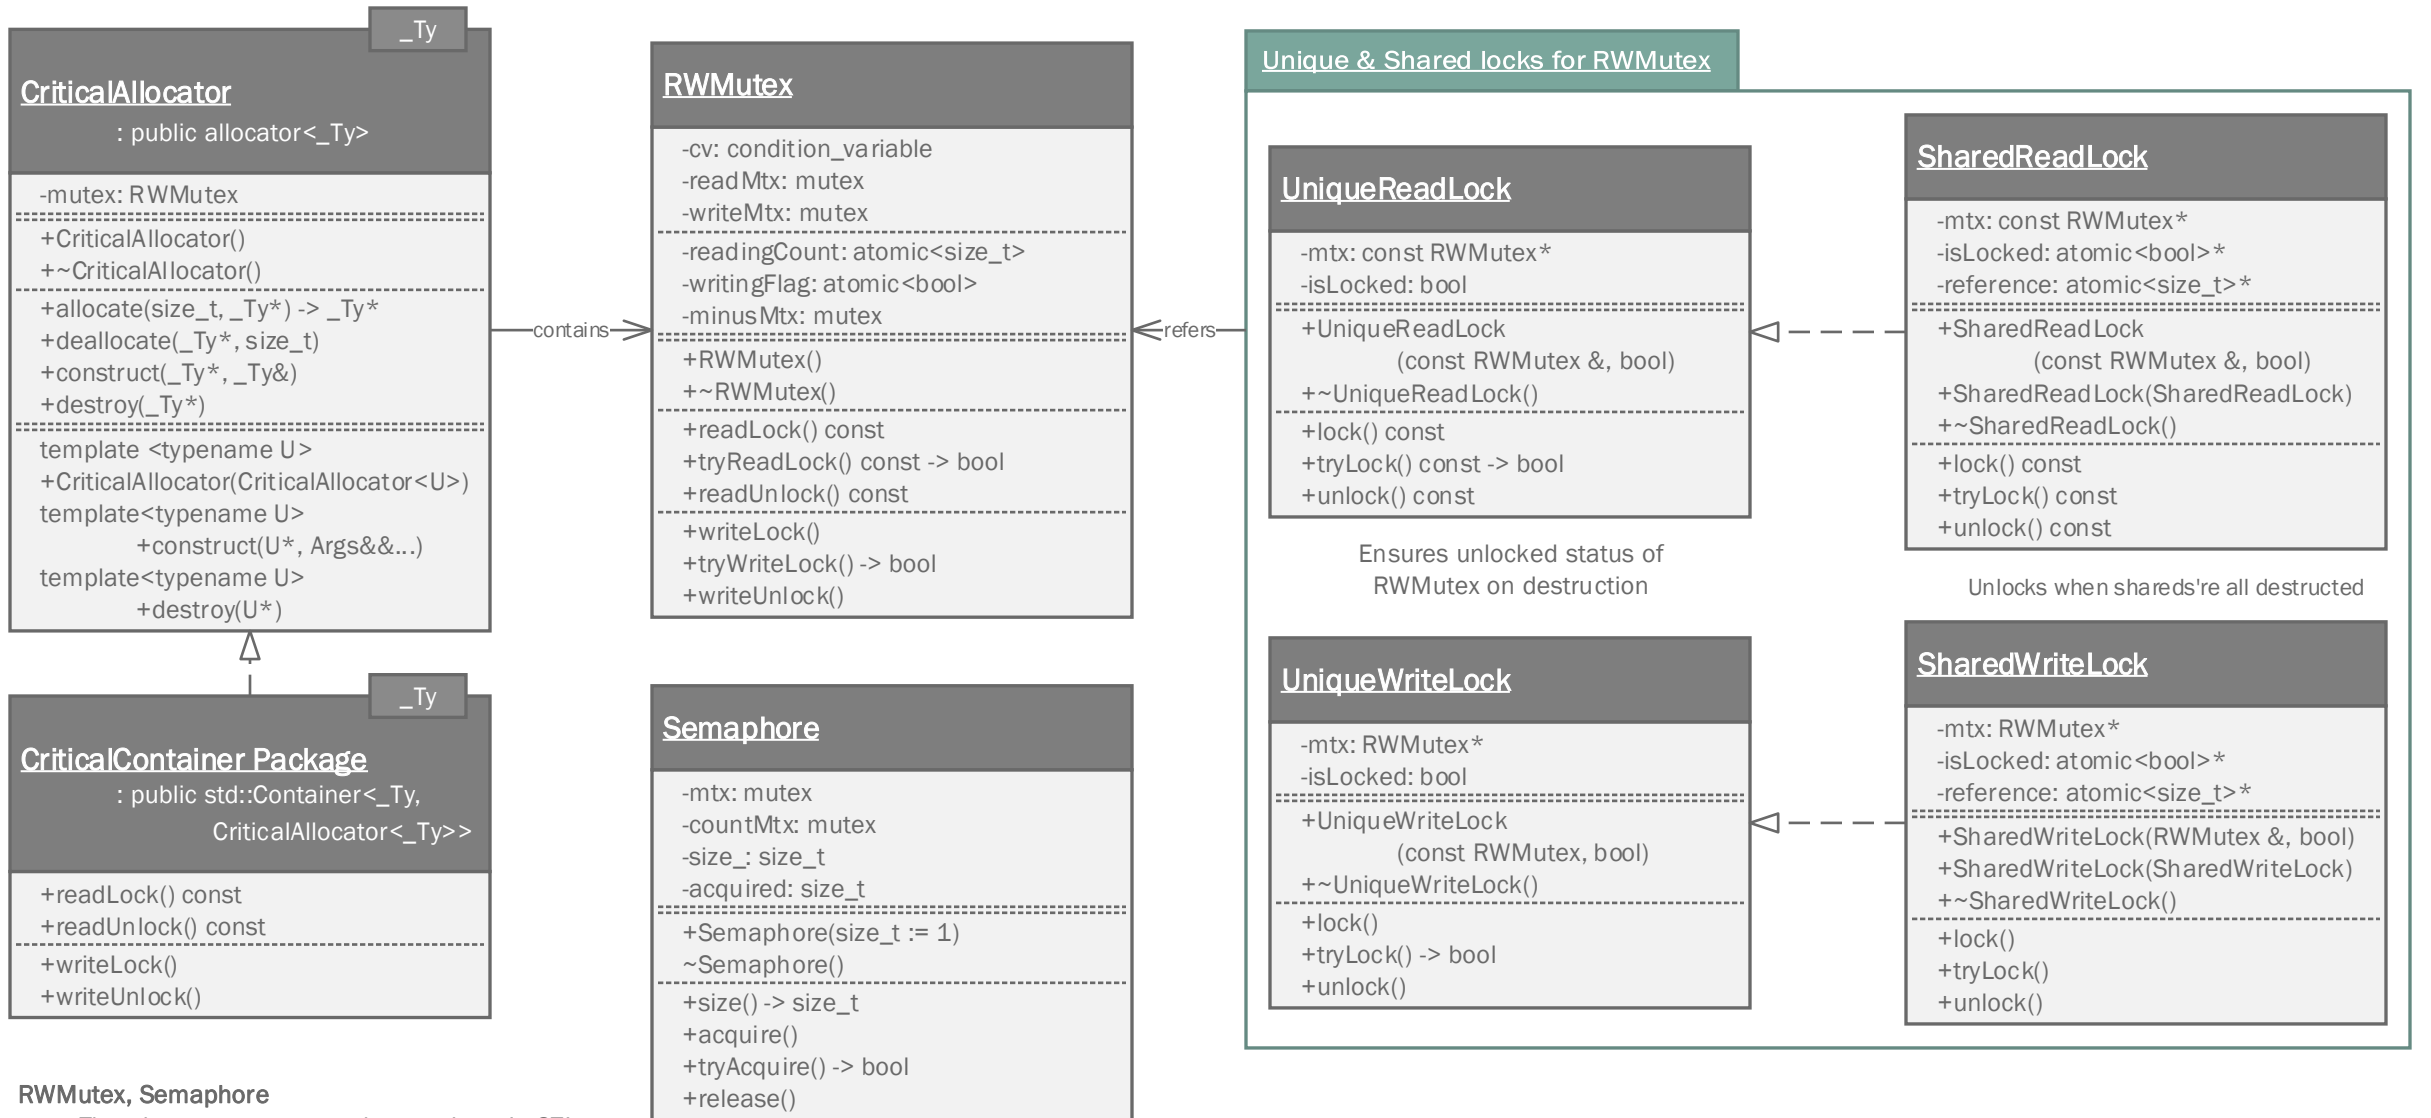 _Ty
CriticalAllocator
: public allocator<_Ty>
-mutex: RWMutex
+CriticalAllocator()
+~CriticalAllocator()
+allocate(size_t, _Ty*) -> _Ty*
+deallocate(_Ty*, size_t)
+construct(_Ty*, _Ty&)
+destroy(_Ty*)
template <typename U>
+CriticalAllocator(CriticalAllocator<U>)
template<typename U>
+construct(U*, Args&&...)
template<typename U>
+destroy(U*)
_Ty
CriticalContainer Package
: public std::Container<_Ty,
CriticalAllocator<_Ty>>
+readLock() const
+readUnlock() const
+writeLock()
+writeUnlock()
RWMutex, Semaphore
contains
RWMutex
-cv: condition_variable
-readMtx: mutex
-writeMtx: mutex
-readingCount: atomic<size_t>
-writingFlag: atomic<bool>
-minusMtx: mutex
+RWMutex()
+~RWMutex()
+readLock() const
+tryReadLock() const -> bool
+readUnlock() const
+writeLock()
+tryWriteLock() -> bool
+writeUnlock()
Semaphore
-mtx: mutex
-countMtx: mutex
-size_: size_t
-acquired: size_t
+Semaphore(size_t := 1)
~Semaphore()
+size() -> size_t
+acquire()
+tryAcquire() -> bool
+release()
refers
Unique & Shared locks for RWMutex
UniqueReadLock
-mtx: const RWMutex*
-isLocked: bool
+UniqueReadLock
(const RWMutex &, bool)
+~UniqueReadLock()
+lock() const
+tryLock() const -> bool
+unlock() const
Ensures unlocked status of
RWMutex on destruction
UniqueWriteLock
-mtx: RWMutex*
-isLocked: bool
+UniqueWriteLock
(const RWMutex, bool)
+~UniqueWriteLock()
+lock()
+tryLock() -> bool
+unlock()
SharedReadLock
-mtx: const RWMutex*
-isLocked: atomic<bool>*
-reference: atomic<size_t>*
+SharedReadLock
(const RWMutex &, bool)
+SharedReadLock(SharedReadLock)
+~SharedReadLock()
+lock() const
+tryLock() const
+unlock() const
Unlocks when shareds're all destructed
SharedWriteLock
-mtx: RWMutex*
-isLocked: atomic<bool>*
-reference: atomic<size_t>*
+SharedWriteLock(RWMutex &, bool)
+SharedWriteLock(SharedWriteLock)
+~SharedWriteLock()
+lock()
+tryLock()
+unlock()